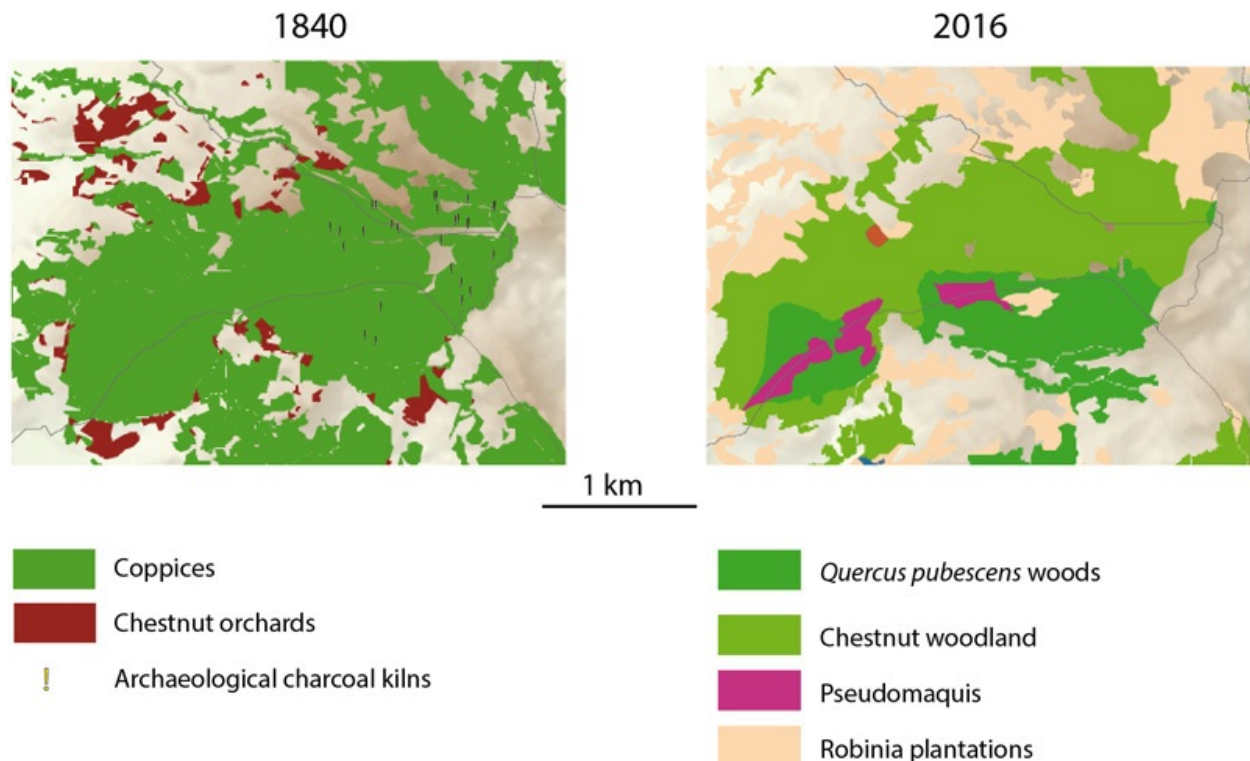 1840
2016
1 km
Coppices
Chestnut orchards
! Archaeological charcoal kilns
Quercus pubescens woods
Chestnut woodland
Pseudomaquis
Robinia plantations